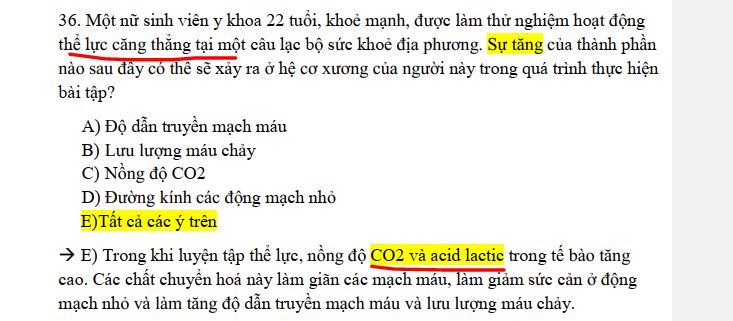 36. Một nữ sinh viên y khoa 22 tuổi, khoẻ mạnh, được làm thử nghiệm hoạt động
thể lực căng thẳng tại một câu lạc bộ sức khoẻ địa phương. Sự tăng của thành phần
nào sau đây có thể sẽ xảy ra ở hệ cơ xương của người này trong quá trình thực hiện
bài tập?
A) Độ dẫn truyền mạch máu
B) Lưu lượng máu chảy
C) Nồng độ CO2
D) Đường kính các động mạch nhỏ
E)Tất cả các ý trên
→ E) Trong khi luyện tập thể lực, nồng độ CO2 và acid lactic trong tế bào tăng
cao. Các chất chuyển hoá này làm giãn các mạch máu, làm giảm sức cản ở động
mạch nhỏ và làm tăng độ dẫn truyền mạch máu và lưu lượng máu chảy.